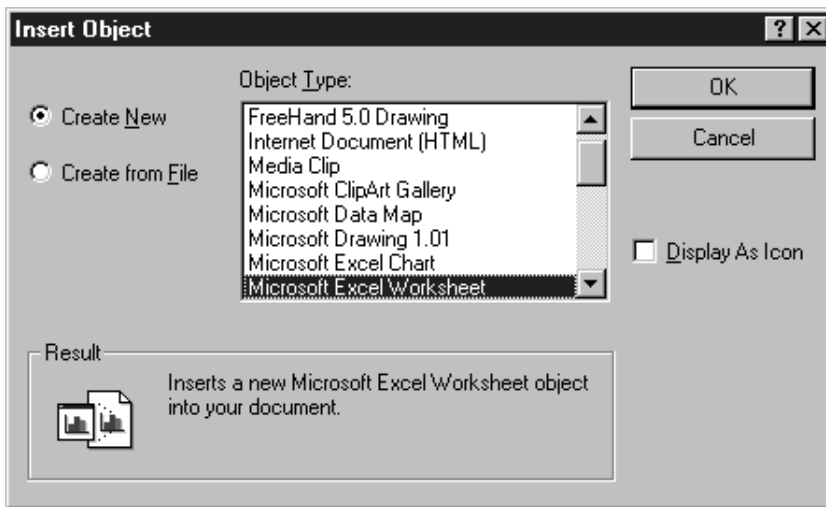 Insert Object
Object Type:
Create New
Create from File
FreeHand 5.0 Drawing
Internet Document (HTML)
Media Clip
Microsoft ClipArt Gallery
Microsoft Data Map
Microsoft Drawing 1.01
Microsoft Excel Chart
Microsoft Excel Worksheet
OK
Cancel
Display As Icon
Result
Inserts a new Microsoft Excel Worksheet object
into your document.